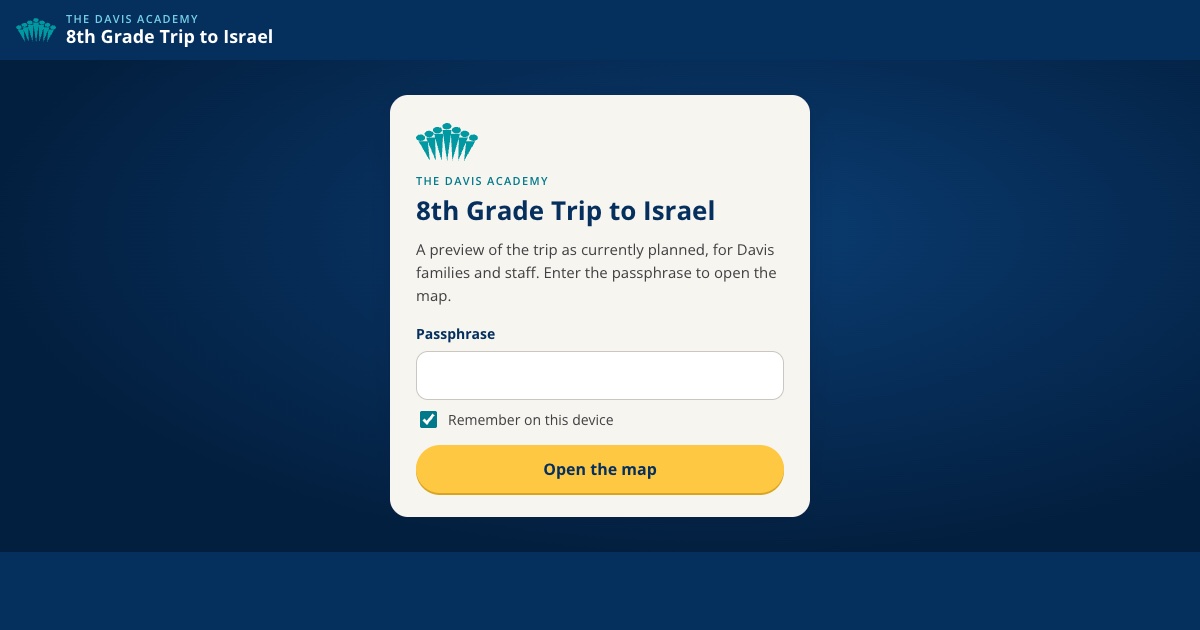 THE DAVIS ACADEMY
8th Grade Trip to Israel
THE DAVIS ACADEMY
8th Grade Trip to Israel
A preview of the trip as currently planned, for Davis
families and staff. Enter the passphrase to open the
map.
Passphrase
Remember on this device
Open the map